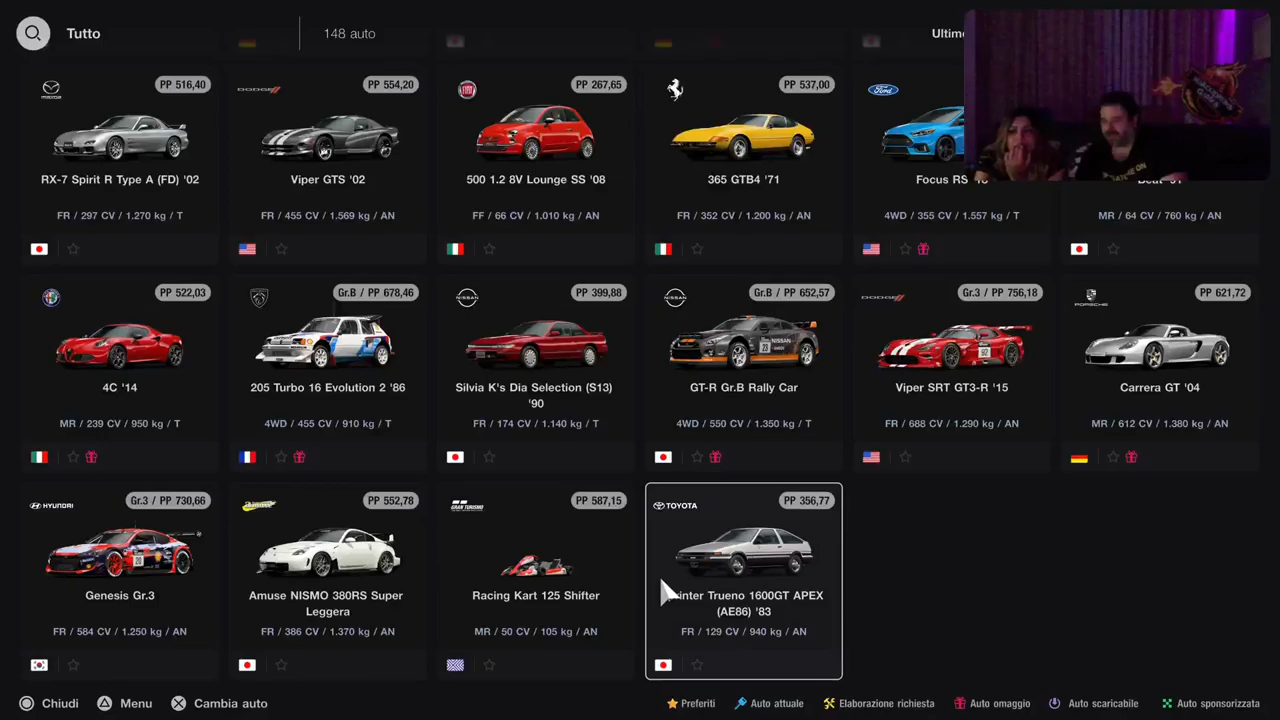 Tutto
148 auto
Ultime
MAZDA
PP 516,40
RX-7 Spirit R Type A (FD) '02
FR / 297 CV / 1.270 kg / T
DODGE
PP 554,20
Viper GTS '02
FR / 455 CV / 1.569 kg / AN
FIAT
PP 267,65
500 1.2 8V Lounge SS '08
FF / 66 CV / 1.010 kg / AN
PP 537,00
365 GTB4 '71
FR / 352 CV / 1.200 kg / AN
Ford
Focus RS
4WD / 355 CV / 1.557 kg / T
MR / 64 CV / 760 kg / AN
PP 522,03
4C '14
MR / 239 CV / 950 kg / T
Gr.B / PP 678,46
205 Turbo 16 Evolution 2 '86
4WD / 455 CV / 910 kg / T
NISSAN
PP 399,88
Silvia K's Dia Selection (S13)
'90
FR / 174 CV / 1.140 kg / T
NISSAN
Gr.B / PP 652,57
GT-R Gr.B Rally Car
4WD / 550 CV / 1.350 kg / T
DODGE
Gr.3 / PP 756,18
Viper SRT GT3-R '15
FR / 688 CV / 1.290 kg / AN
PORSCHE
PP 621,72
Carrera GT '04
MR / 612 CV / 1.380 kg / AN
HYUNDAI
Gr.3 / PP 730,66
Genesis Gr.3
FR / 584 CV / 1.250 kg / AN
PP 552,78
Amuse NISMO 380RS Super
Leggera
FR / 386 CV / 1.370 kg / AN
GRAN TURISMO
PP 587,15
Racing Kart 125 Shifter
MR / 50 CV / 105 kg / AN
TOYOTA
PP 356,77
inter Trueno 1600GT APEX
(AE86) '83
FR / 129 CV / 940 kg / AN
Chiudi
Menu
Cambia auto
Preferiti
Auto attuale
Elaborazione richiesta
Auto omaggio
Auto scaricabile
Auto sponsorizzata